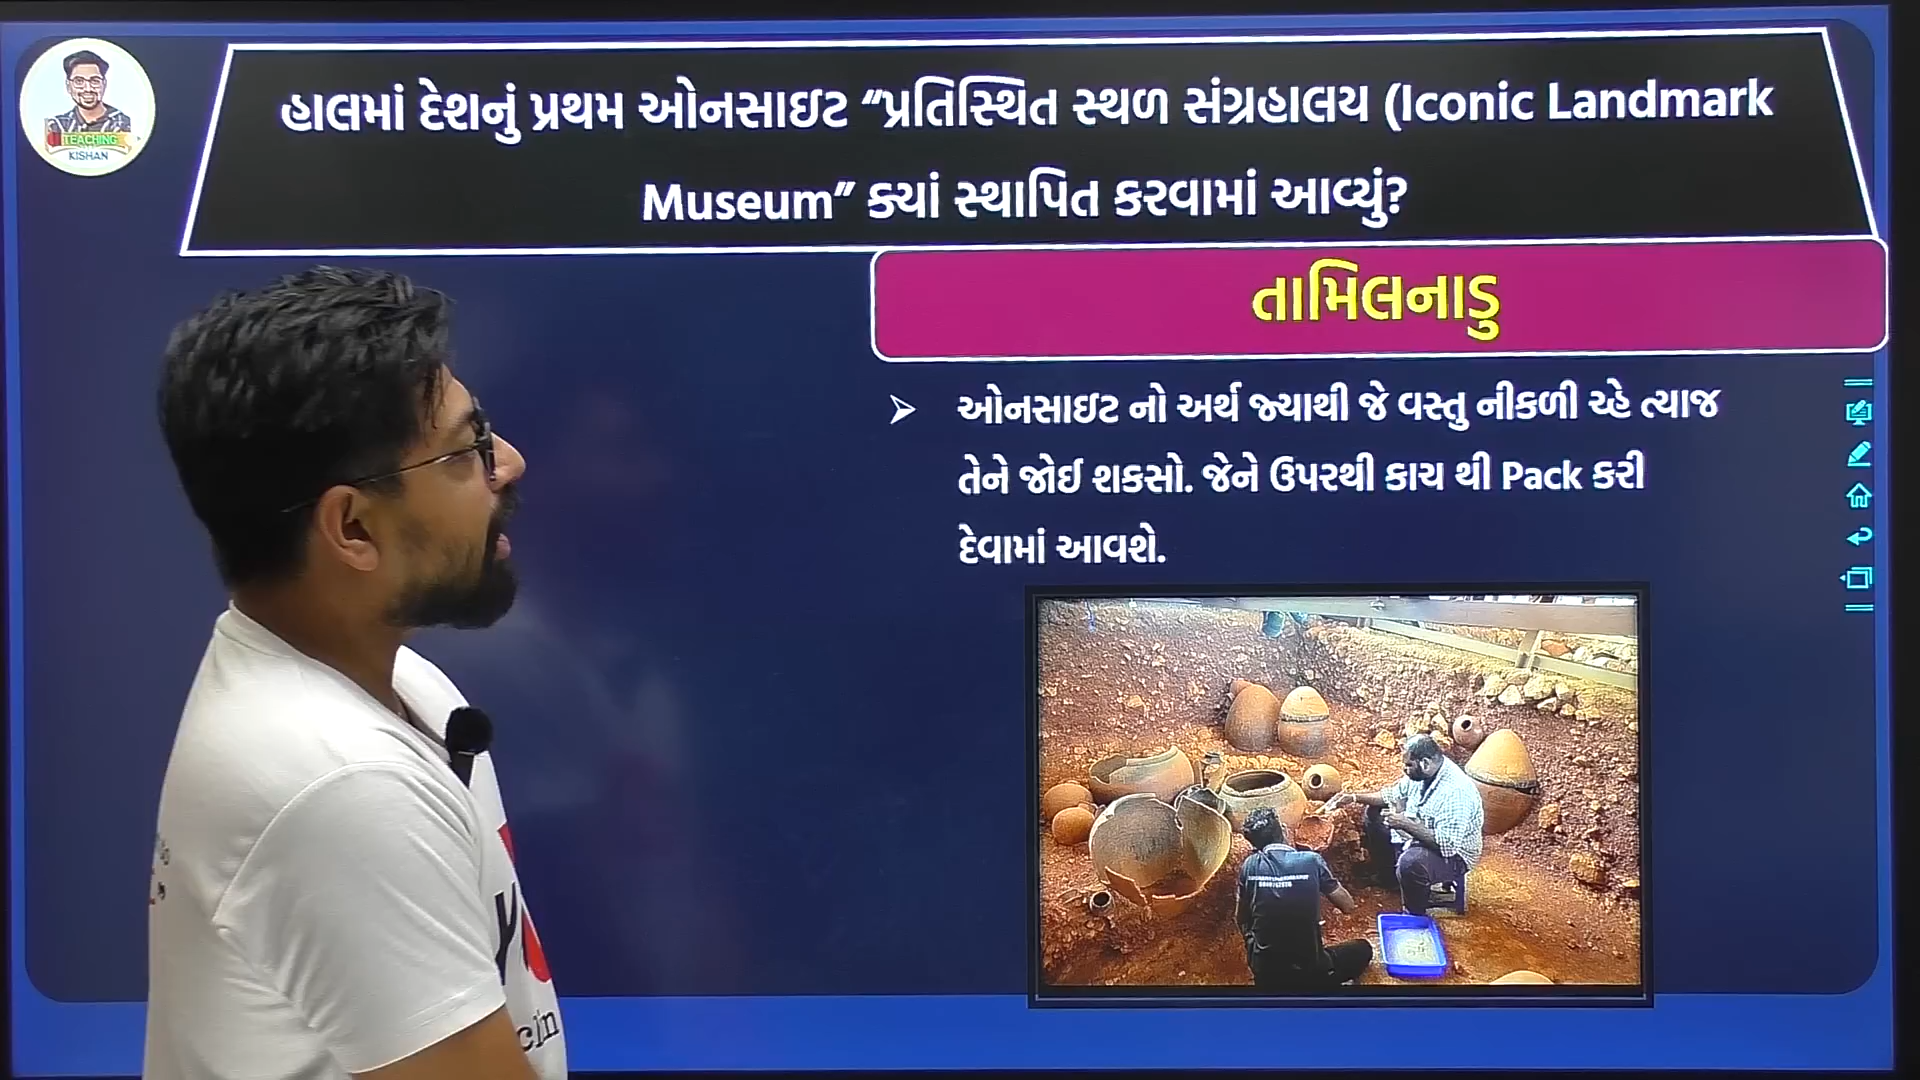 હાલમાં દેશનું પ્રથમ ઓનસાઇટ “પ્રતિસ્થિત સ્થળ સંગ્રહાલય (Iconic Landmark
Museum” ક્યાં સ્થાપિત કરવામાં આવ્યું?
TEACHING
KISHAN
તામિલનાડુ
➢ ઓનસાઇટ નો અર્થ જ્યાથી જે વસ્તુ નીકળી ચ્હે ત્યાજ
તેને જોઈ શકસો. જેને ઉપરથી કાચ થી Pack કરી
દેવામાં આવશે.